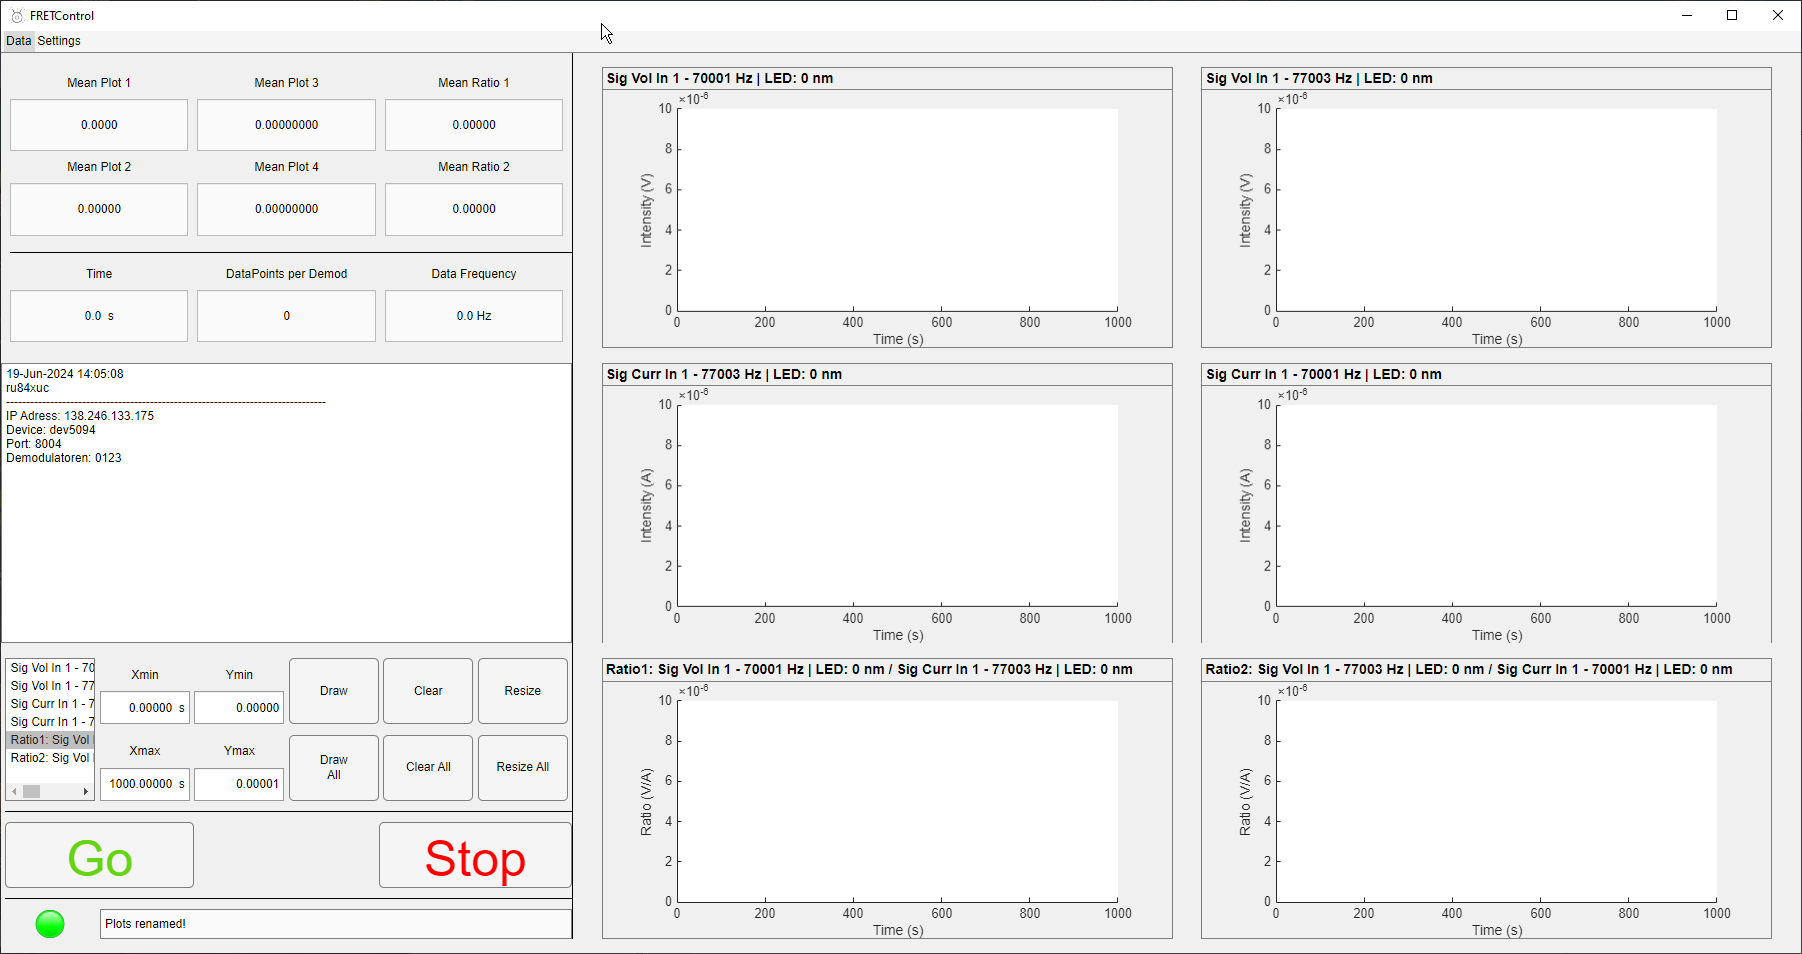 FRETControl
Data Settings
Mean Plot 1 Mean Plot 3 Mean Ratio 1
0.0000 0.00000000 0.00000
Mean Plot 2 Mean Plot 4 Mean Ratio 2
0.00000 0.00000000 0.00000
Time DataPoints per Demod Data Frequency
0.0 s 0 0.0 Hz
19-Jun-2024 14:05:08
ru84xuc
--------------------------------------------------------------------------------
IP Adress: 138.246.133.175
Device: dev5094
Port: 8004
Demodulatoren: 0123
Sig Vol In 1 - 70
Sig Vol In 1 - 77
Sig Curr In 1 - 7
Sig Curr In 1 - 7
Ratio1: Sig Vol
Ratio2: Sig Vol
Xmin Ymin
0.00000 s 0.00000
Xmax Ymax
1000.00000 s 0.00001
Draw Clear Resize
Draw
All
Clear All Resize All
Go Stop
Plots renamed!
Sig Vol In 1 - 70001 Hz | LED: 0 nm
×10⁻⁶
10
8
6
4
2
0
Intensity (V)
0 200 400 600 800 1000
Time (s)
Sig Vol In 1 - 77003 Hz | LED: 0 nm
×10⁻⁶
10
8
6
4
2
0
Intensity (V)
0 200 400 600 800 1000
Time (s)
Sig Curr In 1 - 77003 Hz | LED: 0 nm
×10⁻⁶
10
8
6
4
2
0
Intensity (A)
0 200 400 600 800 1000
Time (s)
Sig Curr In 1 - 70001 Hz | LED: 0 nm
×10⁻⁶
10
8
6
4
2
0
Intensity (A)
0 200 400 600 800 1000
Time (s)
Ratio1: Sig Vol In 1 - 70001 Hz | LED: 0 nm / Sig Curr In 1 - 77003 Hz | LED: 0 nm
×10⁻⁶
10
8
6
4
2
0
Ratio (V/A)
0 200 400 600 800 1000
Time (s)
Ratio2: Sig Vol In 1 - 77003 Hz | LED: 0 nm / Sig Curr In 1 - 70001 Hz | LED: 0 nm
×10⁻⁶
10
8
6
4
2
0
Ratio (V/A)
0 200 400 600 800 1000
Time (s)